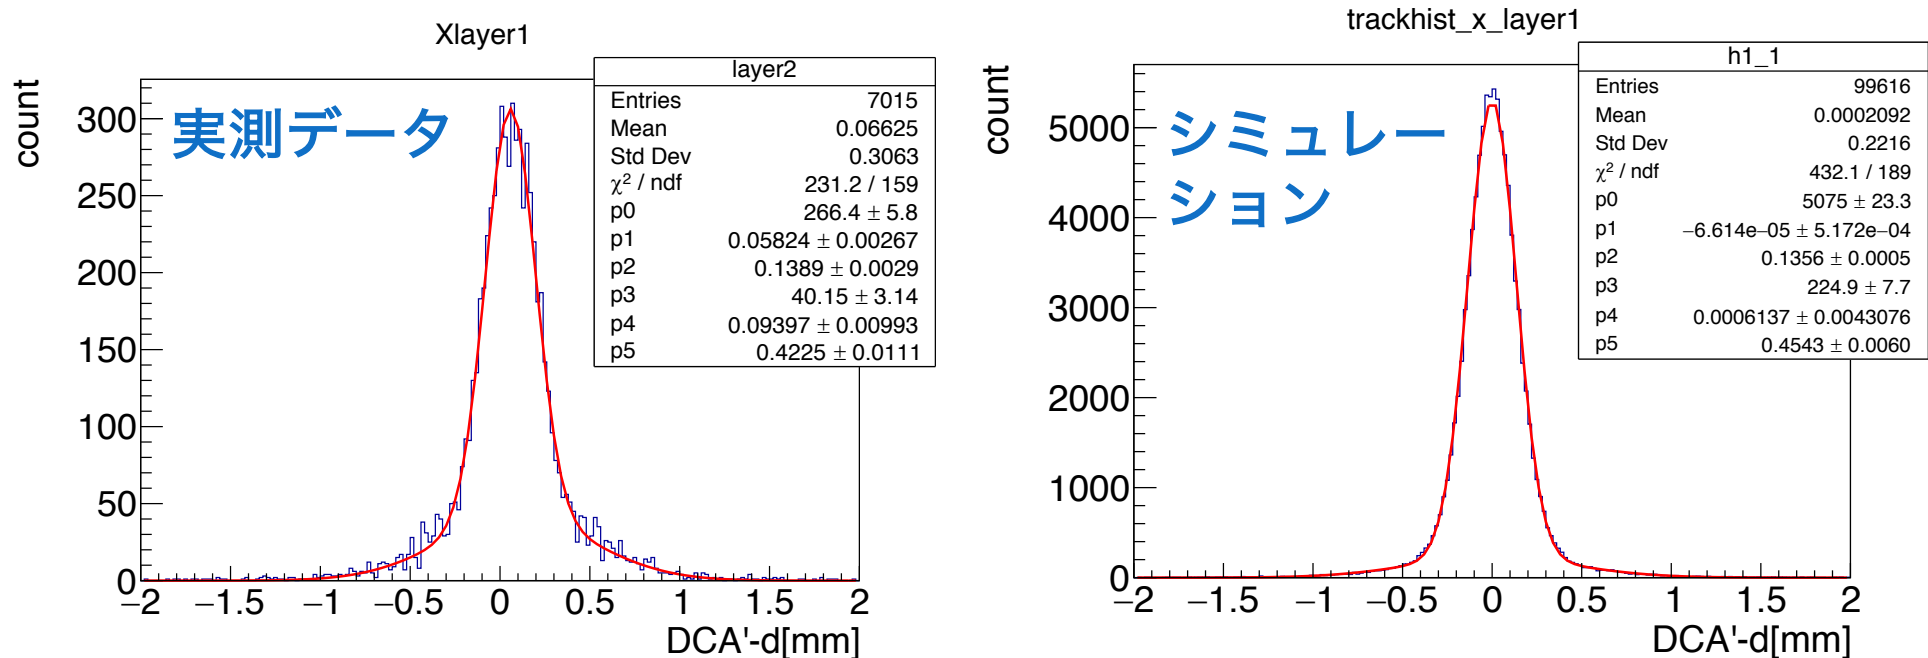 Xlayer1
layer2
Entries 7015
Mean 0.06625
Std Dev 0.3063
χ² / ndf 231.2 / 159
p0 266.4 ± 5.8
p1 0.05824 ± 0.00267
p2 0.1389 ± 0.0029
p3 40.15 ± 3.14
p4 0.09397 ± 0.00993
p5 0.4225 ± 0.0111
実測データ
count
300
250
200
150
100
50
0
−2 −1.5 −1 −0.5 0 0.5 1 1.5 2
DCA'-d[mm]
trackhist_x_layer1
h1_1
Entries 99616
Mean 0.0002092
Std Dev 0.2216
χ² / ndf 432.1 / 189
p0 5075 ± 23.3
p1 −6.614e−05 ± 5.172e−04
p2 0.1356 ± 0.0005
p3 224.9 ± 7.7
p4 0.0006137 ± 0.0043076
p5 0.4543 ± 0.0060
シミュレー
ション
count
5000
4000
3000
2000
1000
0
−2 −1.5 −1 −0.5 0 0.5 1 1.5 2
DCA'-d[mm]